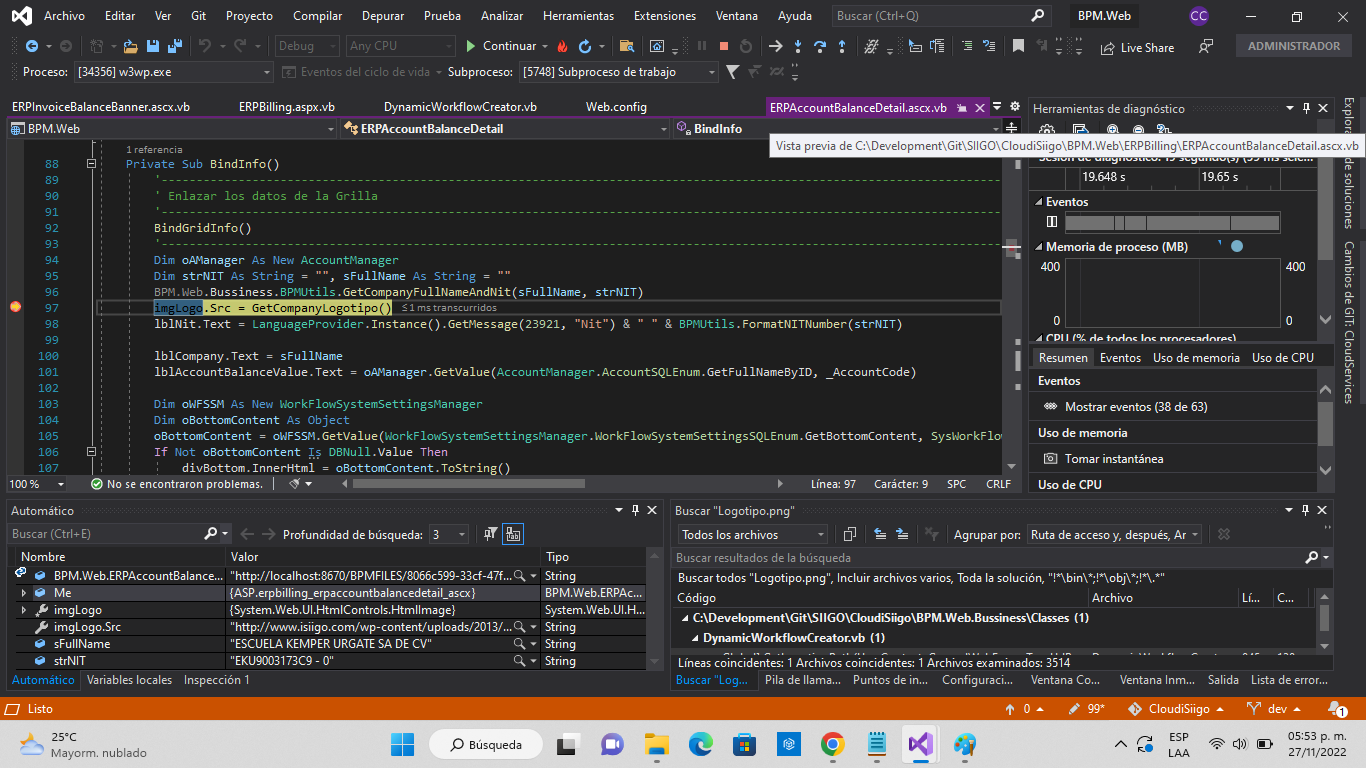 Archivo Editar Ver Git Proyecto Compilar Depurar Prueba Analizar Herramientas Extensiones Ventana Ayuda Buscar (Ctrl+Q) BPM.Web CC
Debug Any CPU Continuar Live Share ADMINISTRADOR
Proceso: [34356] w3wp.exe Eventos del ciclo de vida Subproceso: [5748] Subproceso de trabajo
ERPInvoiceBalanceBanner.ascx.vb ERPBilling.aspx.vb DynamicWorkflowCreator.vb Web.config ERPAccountBalanceDetail.ascx.vb
BPM.Web ERPAccountBalanceDetail BindInfo
Vista previa de C:\Development\Git\SIIGO\CloudiSiigo\BPM.Web\ERPBilling\ERPAccountBalanceDetail.ascx.vb
1 referencia
88 Private Sub BindInfo()
89 '
90 ' Enlazar los datos de la Grilla
91 '
92 BindGridInfo()
93 '
94 Dim oAManager As New AccountManager
95 Dim strNIT As String = "", sFullName As String = ""
96 BPM.Web.Bussiness.BPMUtils.GetCompanyFullNameAndNit(sFullName, strNIT)
97 imgLogo.Src = GetCompanyLogotipo() ≤ 1 ms transcurridos
98 lblNit.Text = LanguageProvider.Instance().GetMessage(23921, "Nit") & " " & BPMUtils.FormatNITNumber(strNIT)
99
100 lblCompany.Text = sFullName
101 lblAccountBalanceValue.Text = oAManager.GetValue(AccountManager.AccountSQLEnum.GetFullNameByID, _AccountCode)
102
103 Dim oWFSSM As New WorkFlowSystemSettingsManager
104 Dim oBottomContent As Object
105 oBottomContent = oWFSSM.GetValue(WorkFlowSystemSettingsManager.WorkFlowSystemSettingsSQLEnum.GetBottomContent, SysWorkFlo
106 If Not oBottomContent Is DBNull.Value Then
107 divBottom.InnerHtml = oBottomContent.ToString()
100 % No se encontraron problemas. Línea: 97 Carácter: 9 SPC CRLF
Herramientas de diagnóstico
19.648 s 19.65 s
Eventos
Memoria de proceso (MB)
400 400
0 0
CPU (% de todos los procesadores)
Resumen Eventos Uso de memoria Uso de CPU
Eventos
Mostrar eventos (38 de 63)
Uso de memoria
Tomar instantánea
Uso de CPU
de soluciones
Cambios de GIT: CloudServices
Automático
Buscar (Ctrl+E) Profundidad de búsqueda: 3
Nombre Valor Tipo
BPM.Web.ERPAccountBalance... "http://localhost:8670/BPMFILES/8066c599-33cf-47f... String
Me {ASP.erpbilling_erpaccountbalancedetail_ascx} BPM.Web.ERPAc...
imgLogo {System.Web.UI.HtmlControls.HtmlImage} System.Web.UI.H...
imgLogo.Src "http://www.isiigo.com/wp-content/uploads/2013/... String
sFullName "ESCUELA KEMPER URGATE SA DE CV" String
strNIT "EKU9003173C9 - 0" String
Automático Variables locales Inspección 1
Buscar "Logotipo.png"
Todos los archivos Agrupar por: Ruta de acceso y, después, Ar
Buscar resultados de la búsqueda
Buscar todos "Logotipo.png", Incluir archivos varios, Toda la solución, "!*\bin\*;!*\obj\*;!*\.*"
Código Archivo Lí... C...
C:\Development\Git\SIIGO\CloudiSiigo\BPM.Web.Bussiness\Classes (1)
DynamicWorkflowCreator.vb (1)
Líneas coincidentes: 1 Archivos coincidentes: 1 Archivos examinados: 3514
Buscar "Log... Pila de llama... Puntos de in... Configuraci... Ventana Co... Ventana Inm... Salida Lista de error...
Listo 0 99* CloudiSiigo dev 1
25°C
Mayorm. nublado
Búsqueda
ESP
LAA
05:53 p. m.
27/11/2022